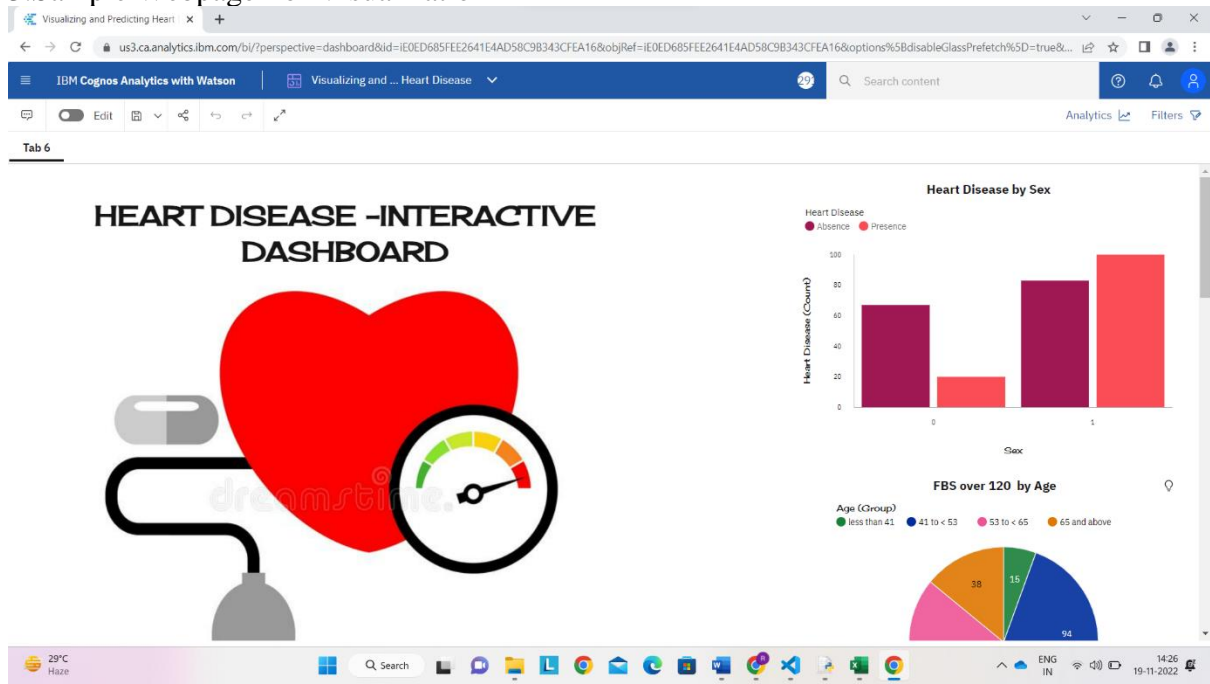 Visualizing and Predicting Heart
us3.ca.analytics.ibm.com/bi/?perspective=dashboard&id=iE0ED685FEE2641E4AD58C9B343CFEA16&objRef=iE0ED685FEE2641E4AD58C9B343CFEA16&options%5BdisableGlassPrefetch%5D=true&...
IBM Cognos Analytics with Watson
Visualizing and ... Heart Disease
29
Search content
Edit
Analytics
Filters
Tab 6
HEART DISEASE -INTERACTIVE
DASHBOARD
dreamstime.
Heart Disease by Sex
Heart Disease
Absence Presence
Heart Disease (Count)
100
80
60
40
20
0
0 1
Sex
FBS over 120 by Age
Age (Group)
less than 41 41 to < 53 53 to < 65 65 and above
38 15
94
29°C
Haze
Search
ENG
IN
14:26
19-11-2022